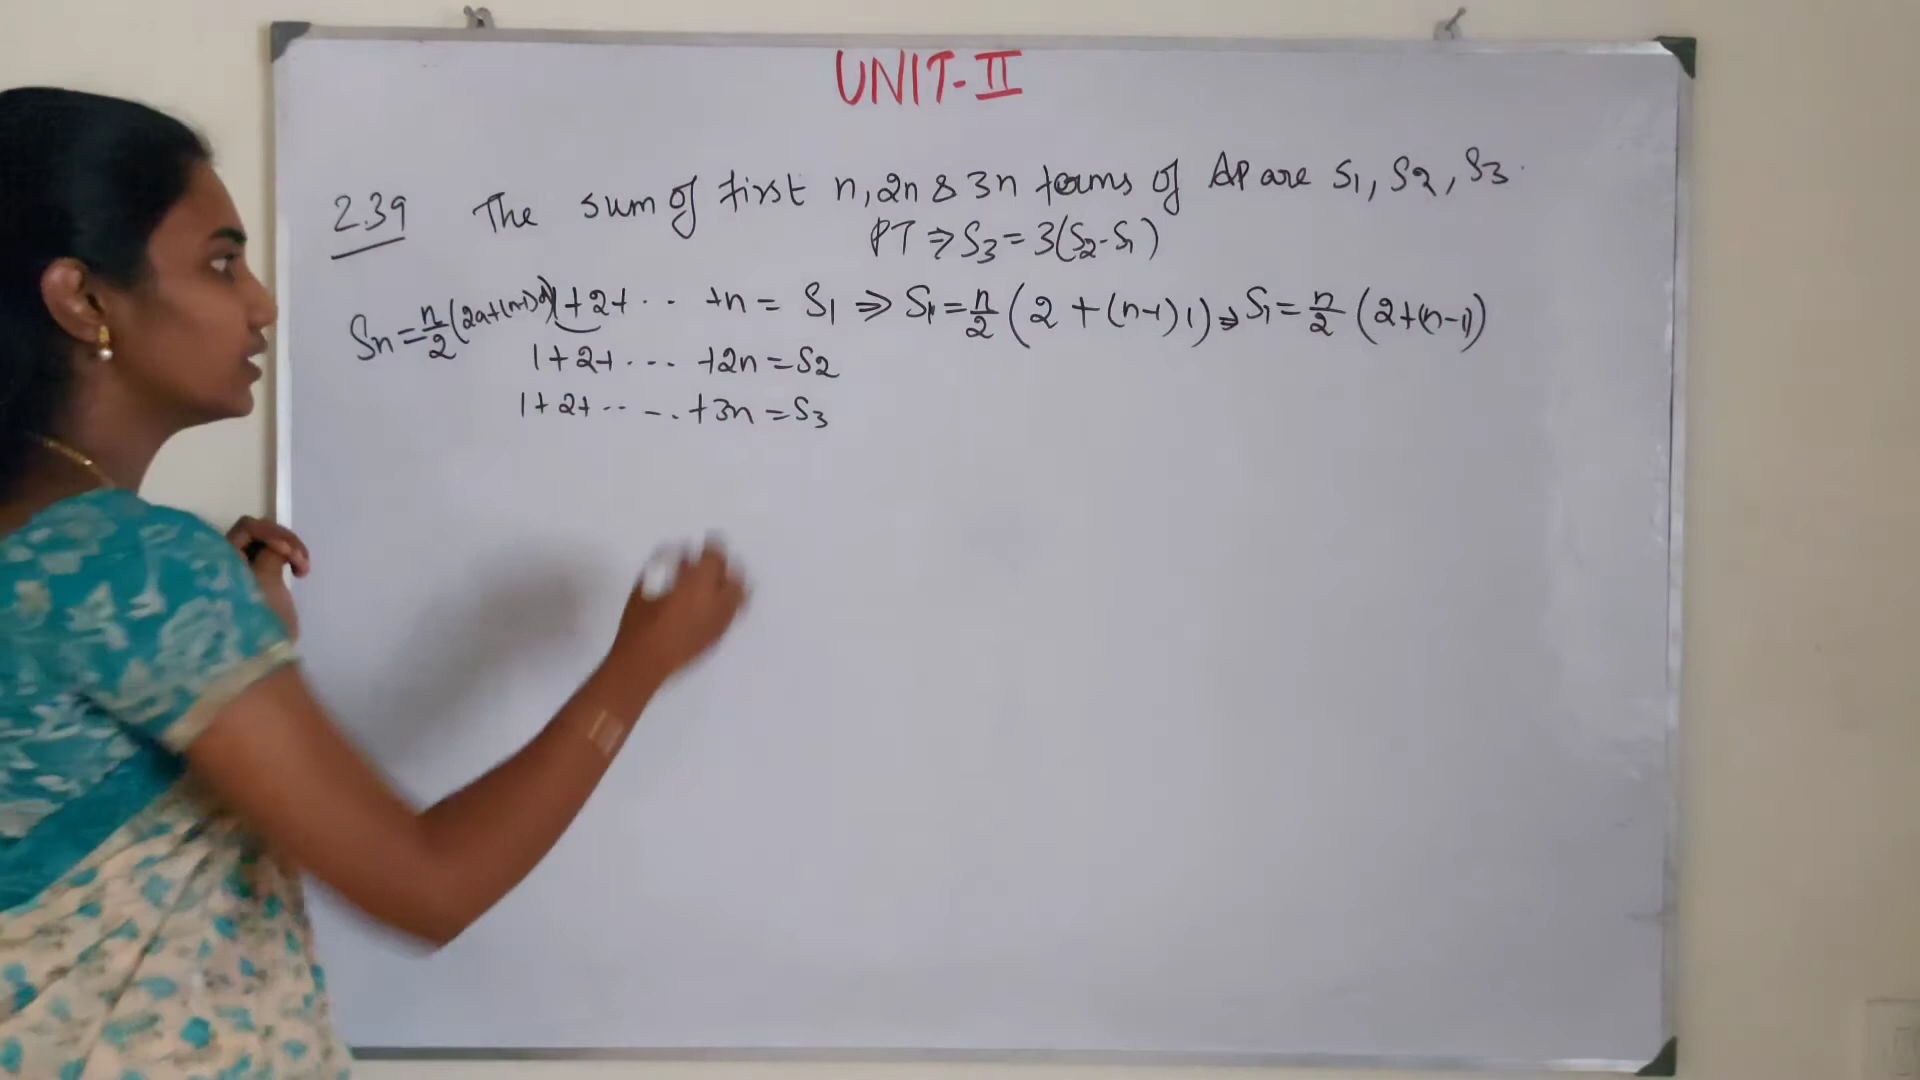 UNIT-II
2.39 The sum of first n, 2n & 3n terms of AP are S1, S2, S3.
PT ⇒ S3 = 3(S2-S1)
Sn = n/2 (2a+(n-1)d) 1+2+ .. +n = S1 ⇒ S1 = n/2 (2 + (n-1) 1) ⇒ S1 = n/2 (2+(n-1))
1+2+ ... +2n = S2
1+2+ .. -. +3n = S3